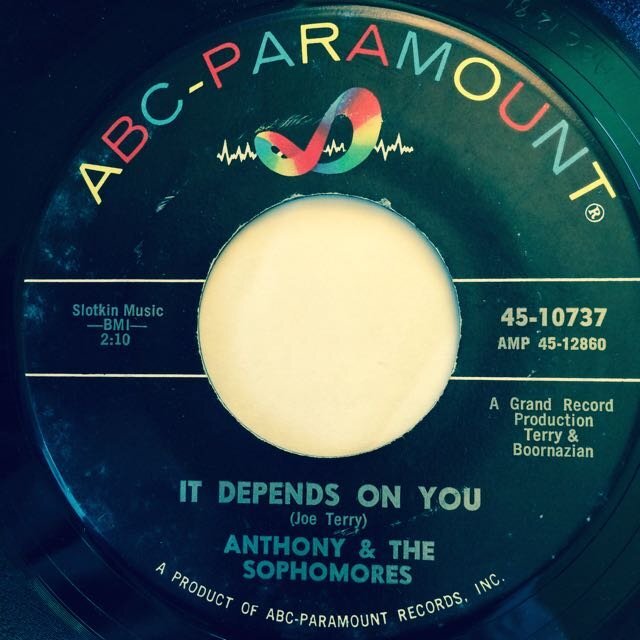 ABC-PARAMOUNT®
Slotkin Music
—BMI—
2:10
45-10737
AMP 45-12860
A Grand Record
Production
Terry &
Boornazian
IT DEPENDS ON YOU
(Joe Terry)
ANTHONY & THE
SOPHOMORES
A PRODUCT OF ABC-PARAMOUNT RECORDS, INC.